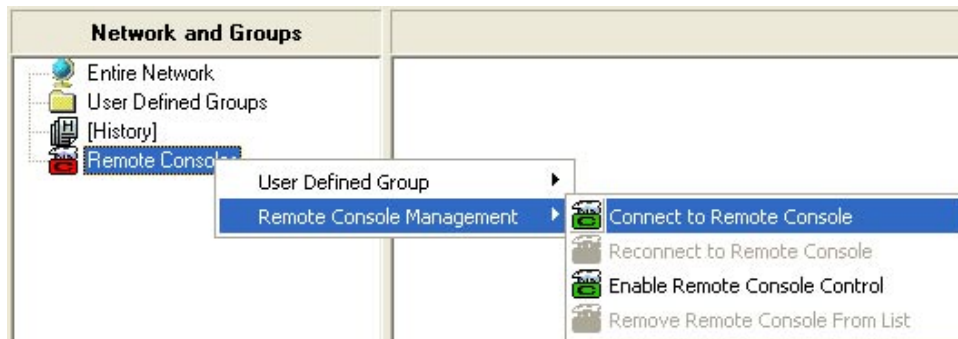 Network and Groups
Entire Network
User Defined Groups
[History]
Remote Consoles
User Defined Group
Remote Console Management
Connect to Remote Console
Reconnect to Remote Console
Enable Remote Console Control
Remove Remote Console From List